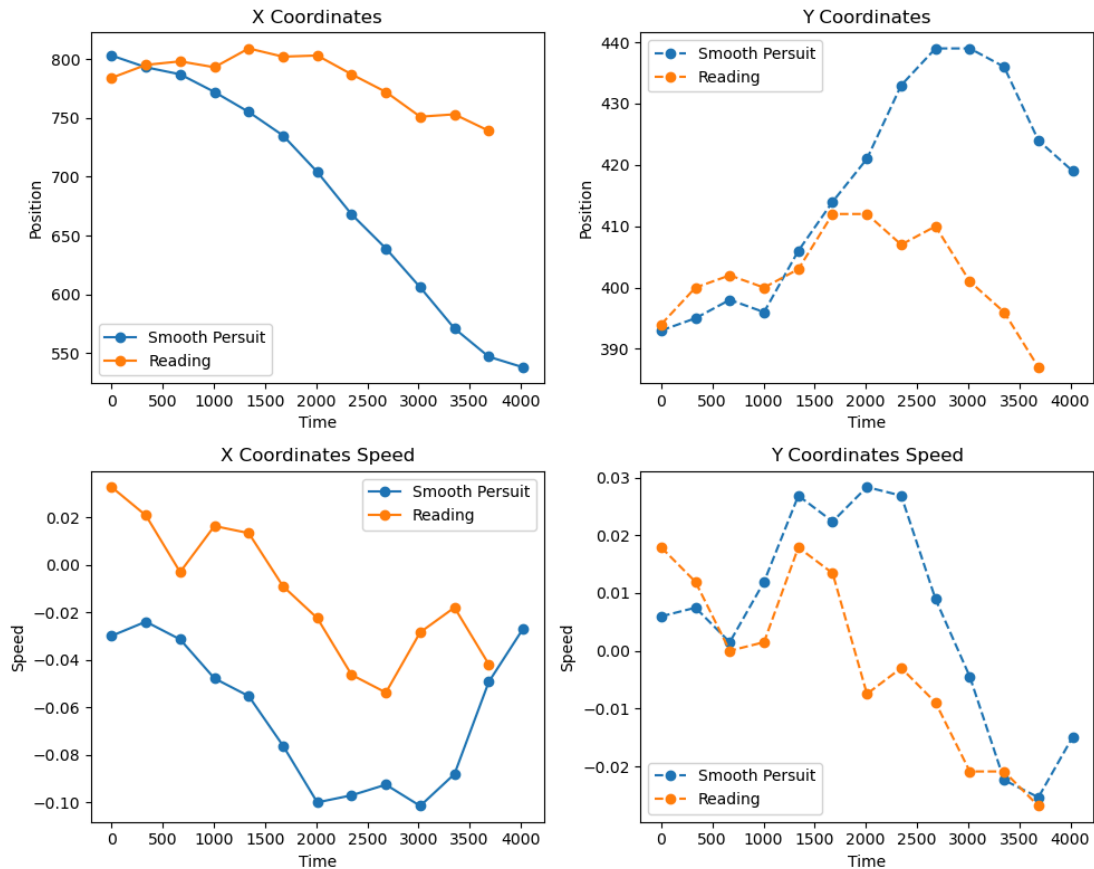 X Coordinates
800
750
700
650
600
550
Position
Smooth Persuit
Reading
0 500 1000 1500 2000 2500 3000 3500 4000
Time
Y Coordinates
440
430
420
410
400
390
Position
Smooth Persuit
Reading
0 500 1000 1500 2000 2500 3000 3500 4000
Time
X Coordinates Speed
0.02
0.00
−0.02
−0.04
−0.06
−0.08
−0.10
Speed
Smooth Persuit
Reading
0 500 1000 1500 2000 2500 3000 3500 4000
Time
Y Coordinates Speed
0.03
0.02
0.01
0.00
−0.01
−0.02
Speed
Smooth Persuit
Reading
0 500 1000 1500 2000 2500 3000 3500 4000
Time